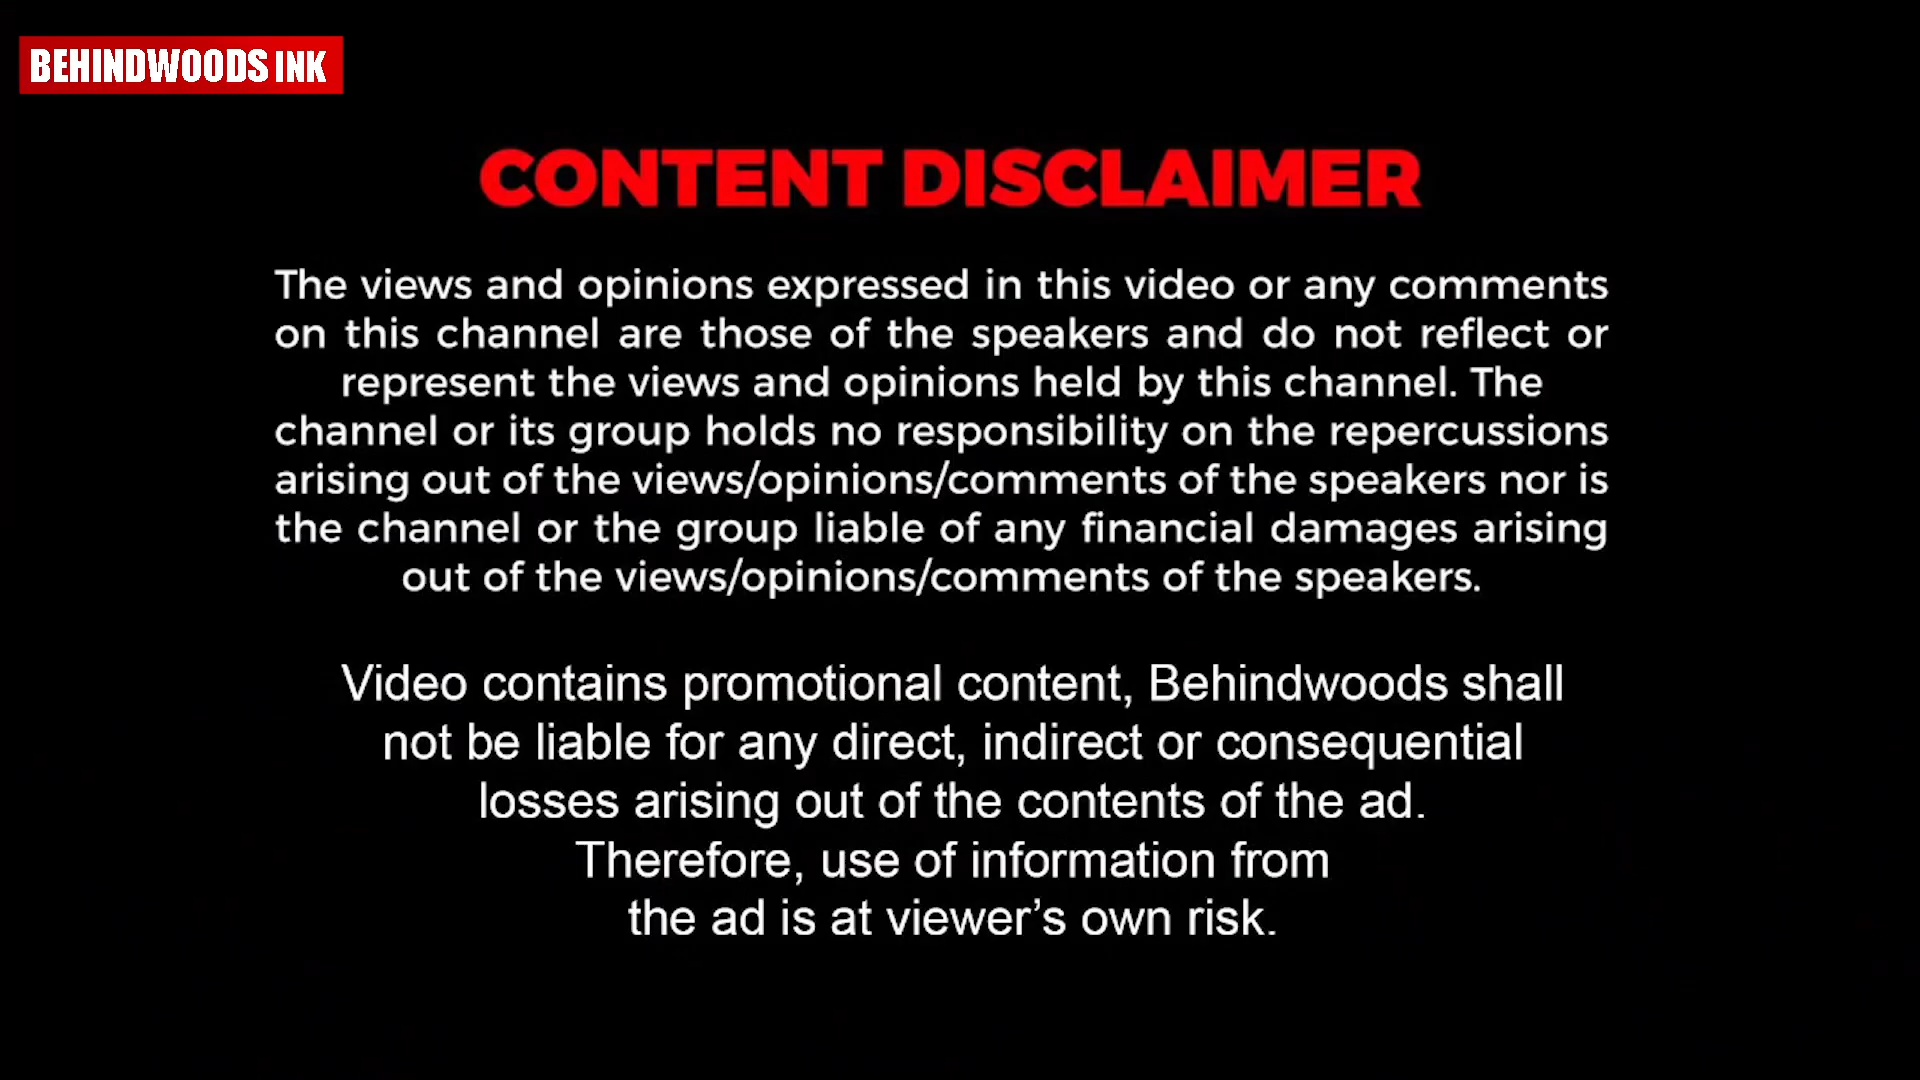 BEHINDWOODS INK
CONTENT DISCLAIMER
The views and opinions expressed in this video or any comments
on this channel are those of the speakers and do not reflect or
represent the views and opinions held by this channel. The
channel or its group holds no responsibility on the repercussions
arising out of the views/opinions/comments of the speakers nor is
the channel or the group liable of any financial damages arising
out of the views/opinions/comments of the speakers.
Video contains promotional content, Behindwoods shall
not be liable for any direct, indirect or consequential
losses arising out of the contents of the ad.
Therefore, use of information from
the ad is at viewer’s own risk.